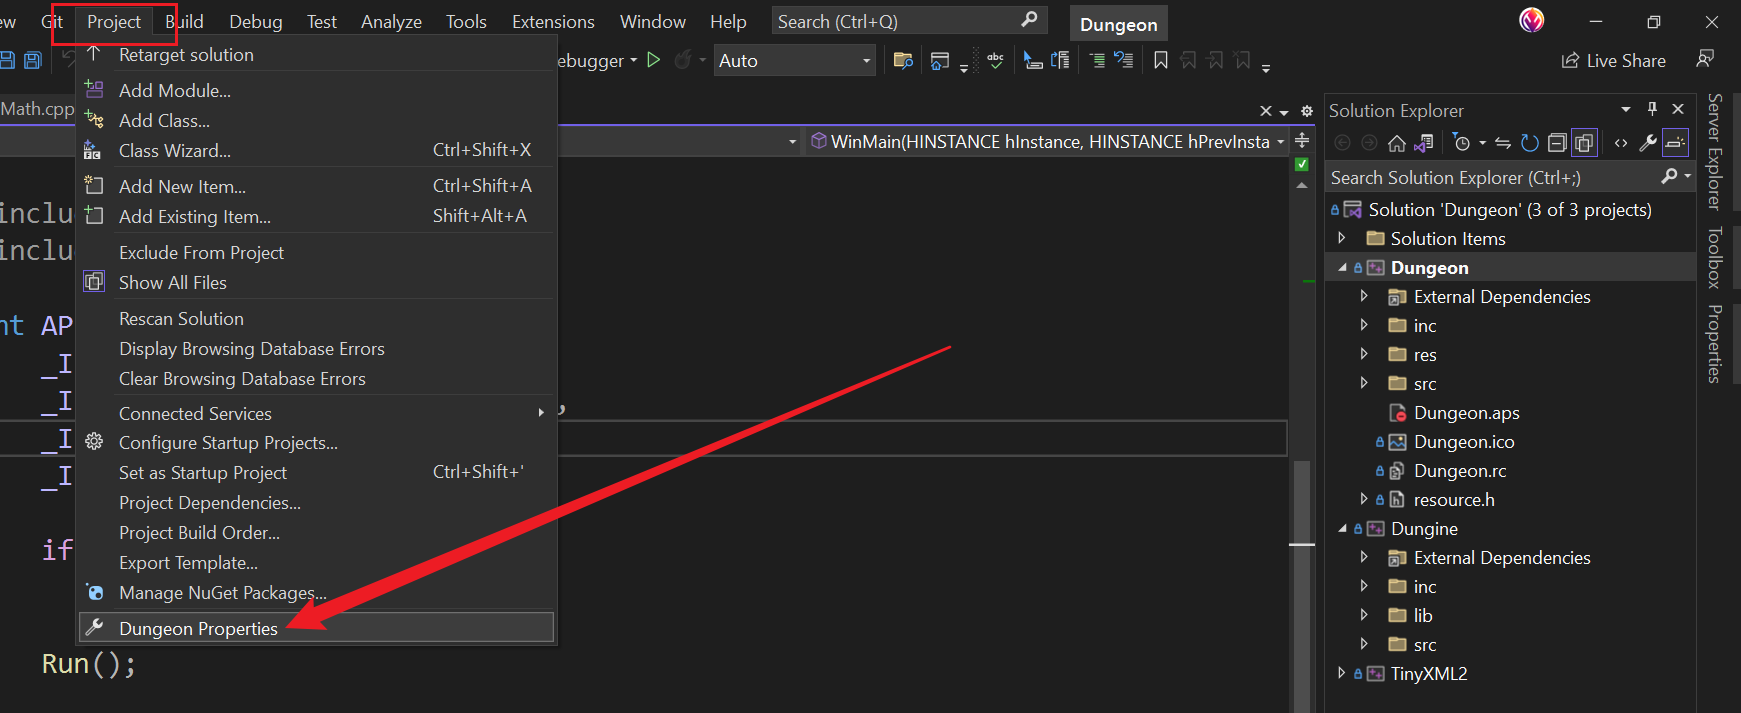 Git
Project
Build
Debug
Test
Analyze
Tools
Extensions
Window
Help
Search (Ctrl+Q)
Dungeon
Retarget solution
Auto
Live Share
Add Module...
Add Class...
Class Wizard... Ctrl+Shift+X
Add New Item... Ctrl+Shift+A
Add Existing Item... Shift+Alt+A
Exclude From Project
Show All Files
Rescan Solution
Display Browsing Database Errors
Clear Browsing Database Errors
Connected Services
Configure Startup Projects...
Set as Startup Project Ctrl+Shift+'
Project Dependencies...
Project Build Order...
Export Template...
Manage NuGet Packages...
Dungeon Properties
ebugger
Math.cpp
WinMain(HINSTANCE hInstance, HINSTANCE hPrevInsta
inclu
inclu
nt AP
_I
_I ,
_I
_I
if
Run();
Solution Explorer
Search Solution Explorer (Ctrl+;)
Solution 'Dungeon' (3 of 3 projects)
Solution Items
Dungeon
External Dependencies
inc
res
src
Dungeon.aps
Dungeon.ico
Dungeon.rc
resource.h
Dungine
External Dependencies
inc
lib
src
TinyXML2
Server Explorer
Toolbox
Properties